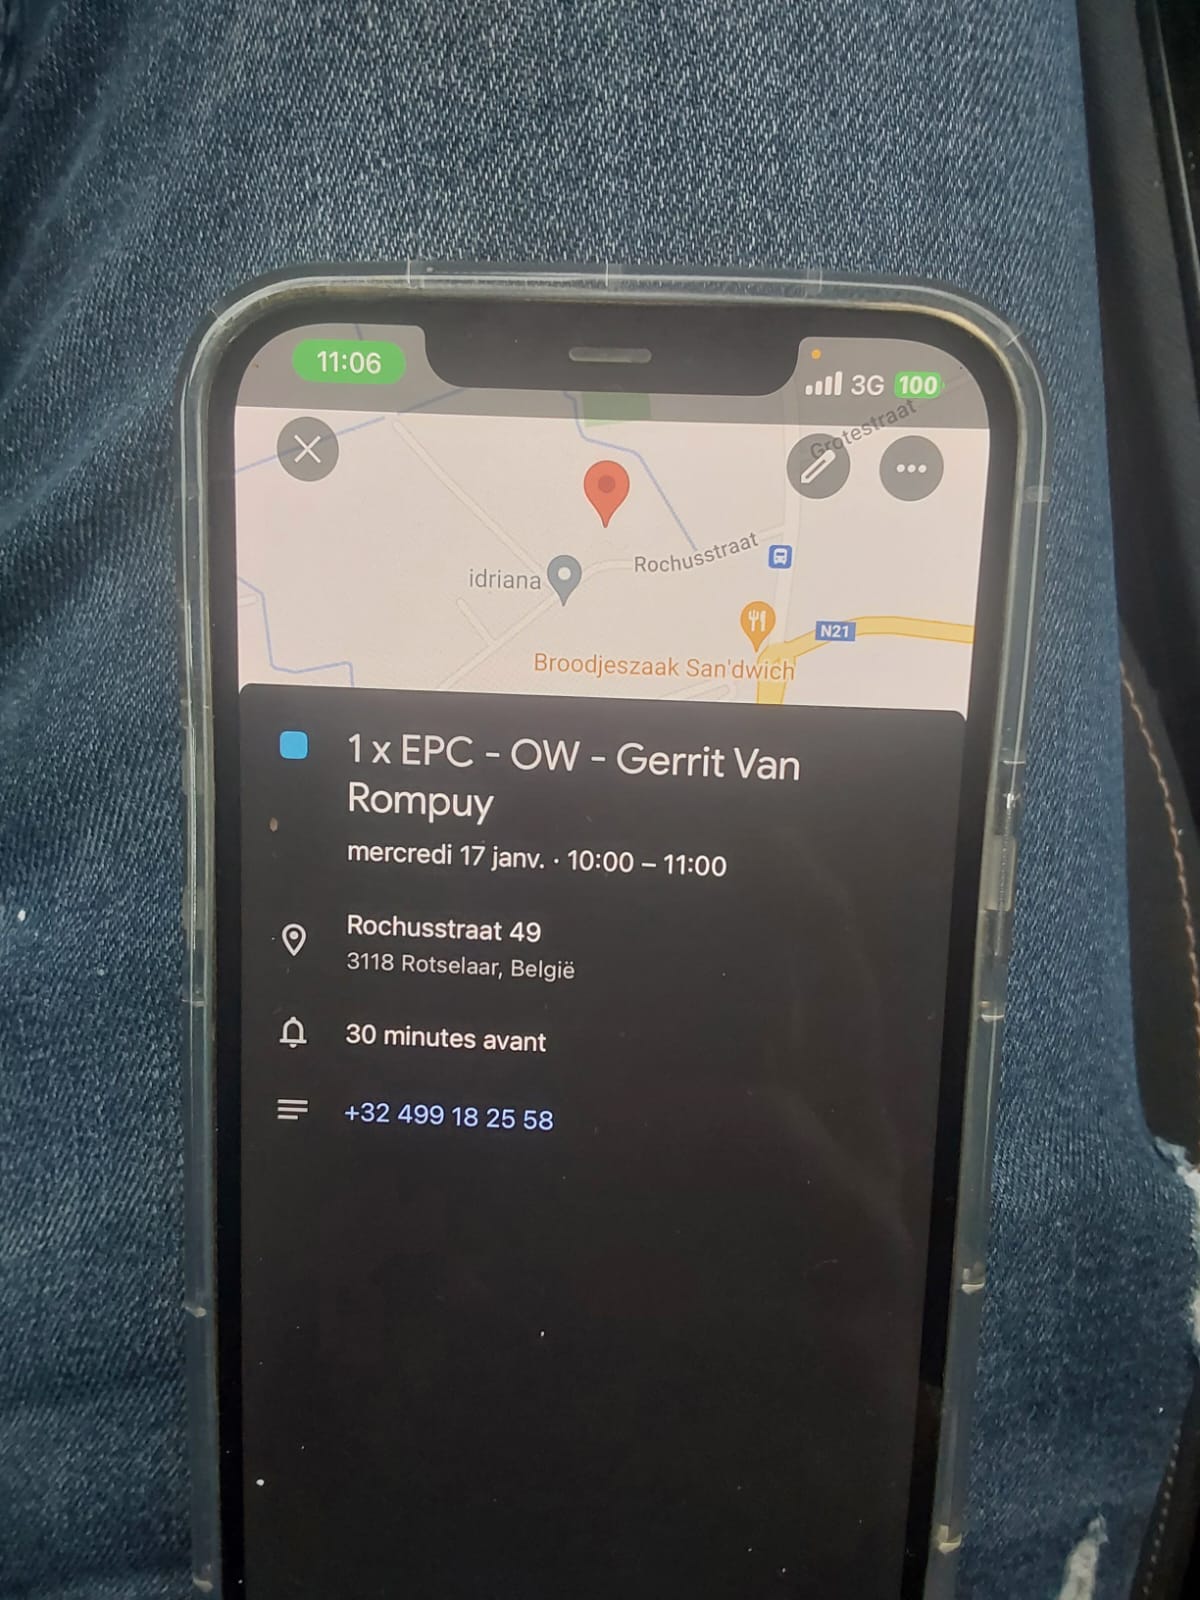 11:06
3G 100
Grotestraat
Rochusstraat
idriana
N21
Broodjeszaak San'dwich
1 x EPC - OW - Gerrit Van
Rompuy
mercredi 17 janv. · 10:00 – 11:00
Rochusstraat 49
3118 Rotselaar, België
30 minutes avant
+32 499 18 25 58